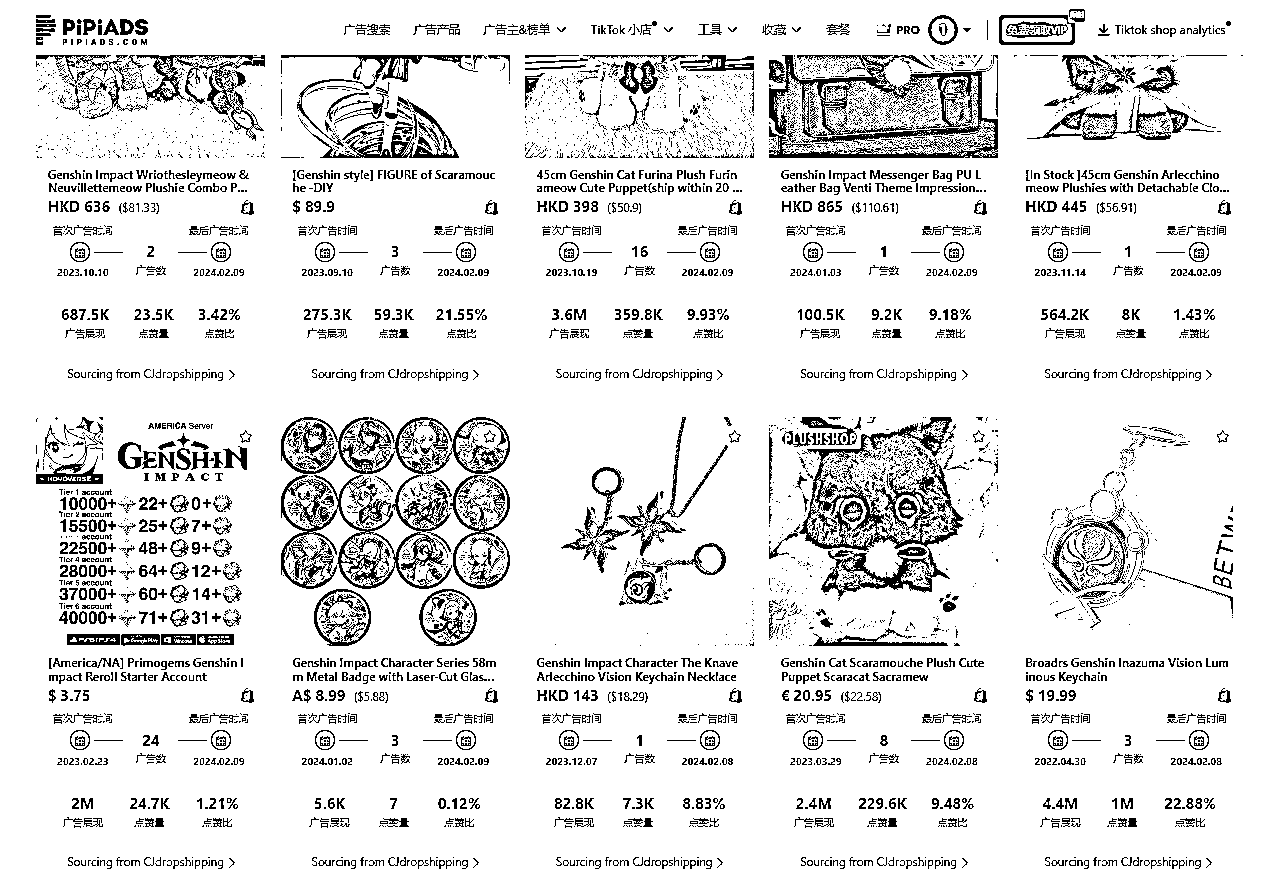 PiPiADS
PIPIADS.COM
广告搜索 广告产品 广告主&榜单 TikTok 小店 工具 收藏 套餐 PRO Tiktok shop analytics
Genshin Impact Wriothesleymeow &
Neuvillettemeow Plushie Combo P...
HKD 636 ($81.33)
首次广告时间 最后广告时间
2
2023.10.10 广告数 2024.02.09
687.5K 23.5K 3.42%
广告展现 点赞量 点赞比
Sourcing from CJdropshipping >
[Genshin style] FIGURE of Scaramouc
he -DIY
$ 89.9
首次广告时间 最后广告时间
3
2023.09.10 广告数 2024.02.09
275.3K 59.3K 21.55%
广告展现 点赞量 点赞比
Sourcing from CJdropshipping >
45cm Genshin Cat Furina Plush Furin
ameow Cute Puppet(ship within 20 ...
HKD 398 ($50.9)
首次广告时间 最后广告时间
16
2023.10.19 广告数 2024.02.09
3.6M 359.8K 9.93%
广告展现 点赞量 点赞比
Sourcing from CJdropshipping >
Genshin Impact Messenger Bag PU L
eather Bag Venti Theme Impression...
HKD 865 ($110.61)
首次广告时间 最后广告时间
1
2024.01.03 广告数 2024.02.09
100.5K 9.2K 9.18%
广告展现 点赞量 点赞比
Sourcing from CJdropshipping >
[In Stock ]45cm Genshin Arlecchino
meow Plushies with Detachable Clo...
HKD 445 ($56.91)
首次广告时间 最后广告时间
1
2023.11.14 广告数 2024.02.09
564.2K 8K 1.43%
广告展现 点赞量 点赞比
Sourcing from CJdropshipping >
AMERICA Server
GENSHIN
IMPACT
HOYOVERSE
Tier 1 account
10000+ 22+ 0+
Tier 2 account
15500+ 25+ 7+
22500+ 48+ 9+
Tier 4 account
28000+ 64+ 12+
Tier 5 account
37000+ 60+ 14+
Tier 6 account
40000+ 71+ 31+
[America/NA] Primogems Genshin I
mpact Reroll Starter Account
$ 3.75
首次广告时间 最后广告时间
24
2023.02.23 广告数 2024.02.09
2M 24.7K 1.21%
广告展现 点赞量 点赞比
Sourcing from CJdropshipping >
Genshin Impact Character Series 58m
m Metal Badge with Laser-Cut Glas...
A$ 8.99 ($5.88)
首次广告时间 最后广告时间
3
2024.01.02 广告数 2024.02.09
5.6K 7 0.12%
广告展现 点赞量 点赞比
Sourcing from CJdropshipping >
Genshin Impact Character The Knave
Arlecchino Vision Keychain Necklace
HKD 143 ($18.29)
首次广告时间 最后广告时间
1
2023.12.07 广告数 2024.02.08
82.8K 7.3K 8.83%
广告展现 点赞量 点赞比
Sourcing from CJdropshipping >
PLUSHSHOP
Genshin Cat Scaramouche Plush Cute
Puppet Scaracat Scaramew
€ 20.95 ($22.58)
首次广告时间 最后广告时间
8
2023.03.29 广告数 2024.02.08
2.4M 229.6K 9.48%
广告展现 点赞量 点赞比
Sourcing from CJdropshipping >
BETW
Broadrs Genshin Inazuma Vision Lum
inous Keychain
$ 19.99
首次广告时间 最后广告时间
3
2022.04.30 广告数 2024.02.08
4.4M 1M 22.88%
广告展现 点赞量 点赞比
Sourcing from CJdropshipping >